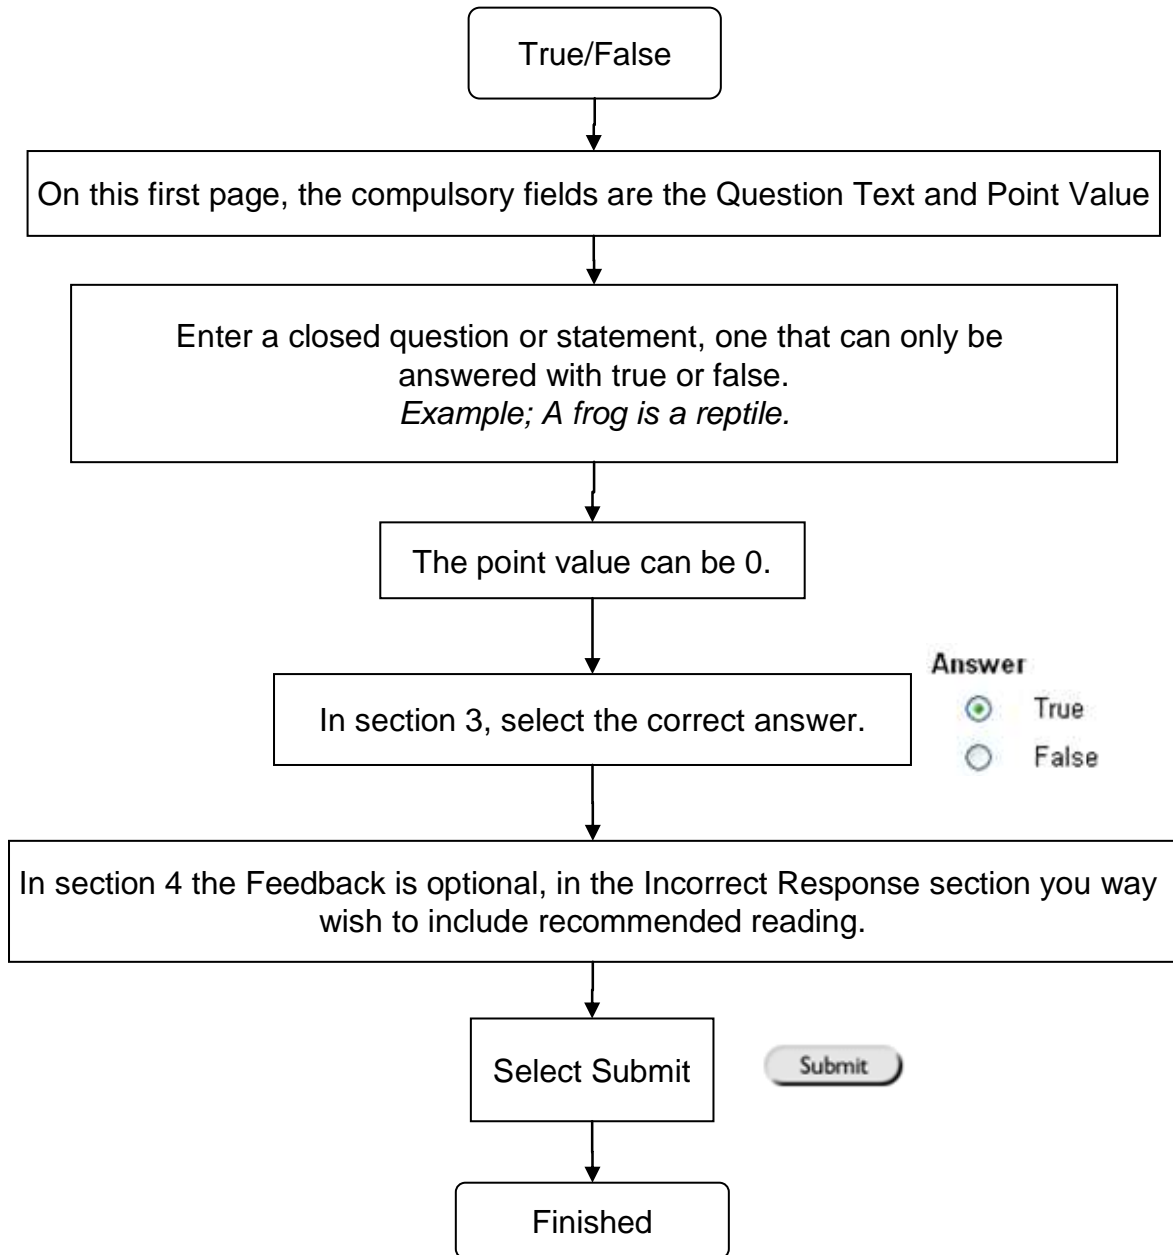 True/False
On this first page, the compulsory fields are the Question Text and Point Value
Enter a closed question or statement, one that can only be
answered with true or false.
Example; A frog is a reptile.
The point value can be 0.
In section 3, select the correct answer.
Answer
True
False
In section 4 the Feedback is optional, in the Incorrect Response section you way
wish to include recommended reading.
Select Submit
Submit
Finished